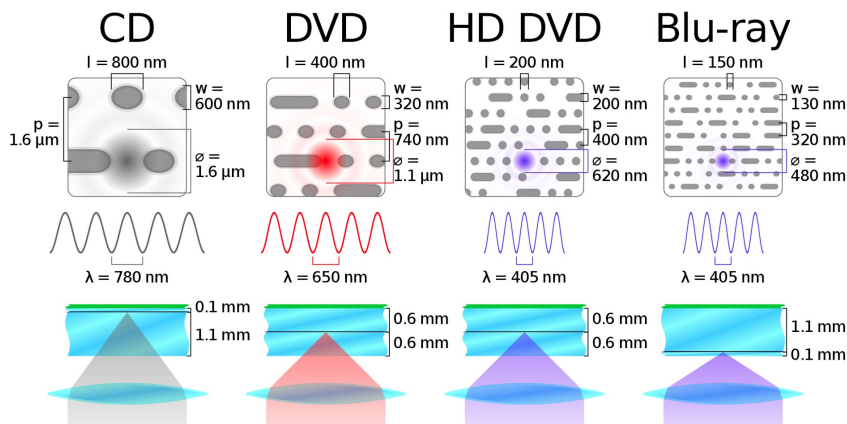 CD
l = 800 nm
w =
600 nm
p =
1.6 μm
⌀ =
1.6 μm
λ = 780 nm
0.1 mm
1.1 mm
DVD
l = 400 nm
w =
320 nm
p =
740 nm
⌀ =
1.1 μm
λ = 650 nm
0.6 mm
0.6 mm
HD DVD
l = 200 nm
w =
200 nm
p =
400 nm
⌀ =
620 nm
λ = 405 nm
0.6 mm
0.6 mm
Blu-ray
l = 150 nm
w =
130 nm
p =
320 nm
⌀ =
480 nm
λ = 405 nm
1.1 mm
0.1 mm